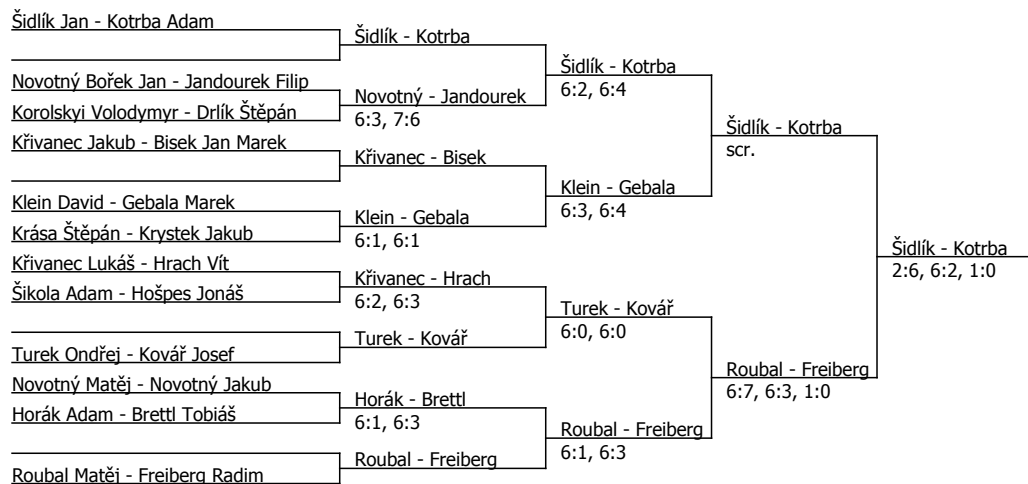 Šidlík Jan - Kotrba Adam
Šidlík - Kotrba
Šidlík - Kotrba
6:2, 6:4
Novotný Bořek Jan - Jandourek Filip
Novotný - Jandourek
6:3, 7:6
Korolskyi Volodymyr - Drlík Štěpán
Šidlík - Kotrba
scr.
Křivanec Jakub - Bisek Jan Marek
Křivanec - Bisek
Klein - Gebala
6:3, 6:4
Klein David - Gebala Marek
Klein - Gebala
6:1, 6:1
Krása Štěpán - Krystek Jakub
Šidlík - Kotrba
2:6, 6:2, 1:0
Křivanec Lukáš - Hrach Vít
Křivanec - Hrach
6:2, 6:3
Šikola Adam - Hošpes Jonáš
Turek - Kovář
6:0, 6:0
Turek - Kovář
Turek Ondřej - Kovář Josef
Roubal - Freiberg
6:7, 6:3, 1:0
Novotný Matěj - Novotný Jakub
Horák - Brettl
6:1, 6:3
Horák Adam - Brettl Tobiáš
Roubal - Freiberg
6:1, 6:3
Roubal - Freiberg
Roubal Matěj - Freiberg Radim